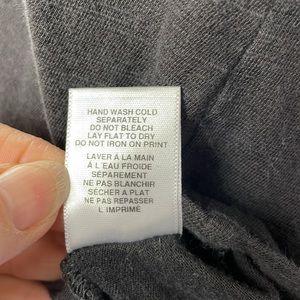 HAND WASH COLD
SEPARATELY
DO NOT BLEACH
LAY FLAT TO DRY
DO NOT IRON ON PRINT
LAVER À LA MAIN
À L'EAU FROIDE
SÉPAREMENT
NE PAS BLANCHIR
SÉCHER A PLAT
NE PAS REPASSER
L IMPRIMÉ